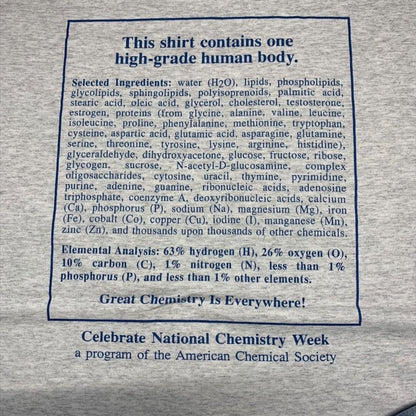 This shirt contains one
high-grade human body.
Selected Ingredients: water (H2O), lipids, phospholipids,
glycolipids, sphingolipids, polyisoprenoids, palmitic acid,
stearic acid, oleic acid, glycerol, cholesterol, testosterone,
estrogen, proteins (from glycine, alanine, valine, leucine,
isoleucine, proline, phenylalanine, methionine, tryptophan,
cysteine, aspartic acid, glutamic acid, asparagine, glutamine,
serine, threonine, tyrosine, lysine, arginine, histidine),
glyceraldehyde, dihydroxyacetone, glucose, fructose, ribose,
glycogen, sucrose, N-acetyl-D-glucosamine, complex
oligosaccharides, cytosine, uracil, thymine, pyrimidine,
purine, adenine, guanine, ribonucleic acids, adenosine
triphosphate, coenzyme A, deoxyribonucleic acids, calcium
(Ca), phosphorus (P), sodium (Na), magnesium (Mg), iron
(Fe), cobalt (Co), copper (Cu), iodine (I), manganese (Mn),
zinc (Zn), and thousands upon thousands of other chemicals.
Elemental Analysis: 63% hydrogen (H), 26% oxygen (O),
10% carbon (C), 1% nitrogen (N), less than 1%
phosphorus (P), and less than 1% other elements.
Great Chemistry Is Everywhere!
Celebrate National Chemistry Week
a program of the American Chemical Society